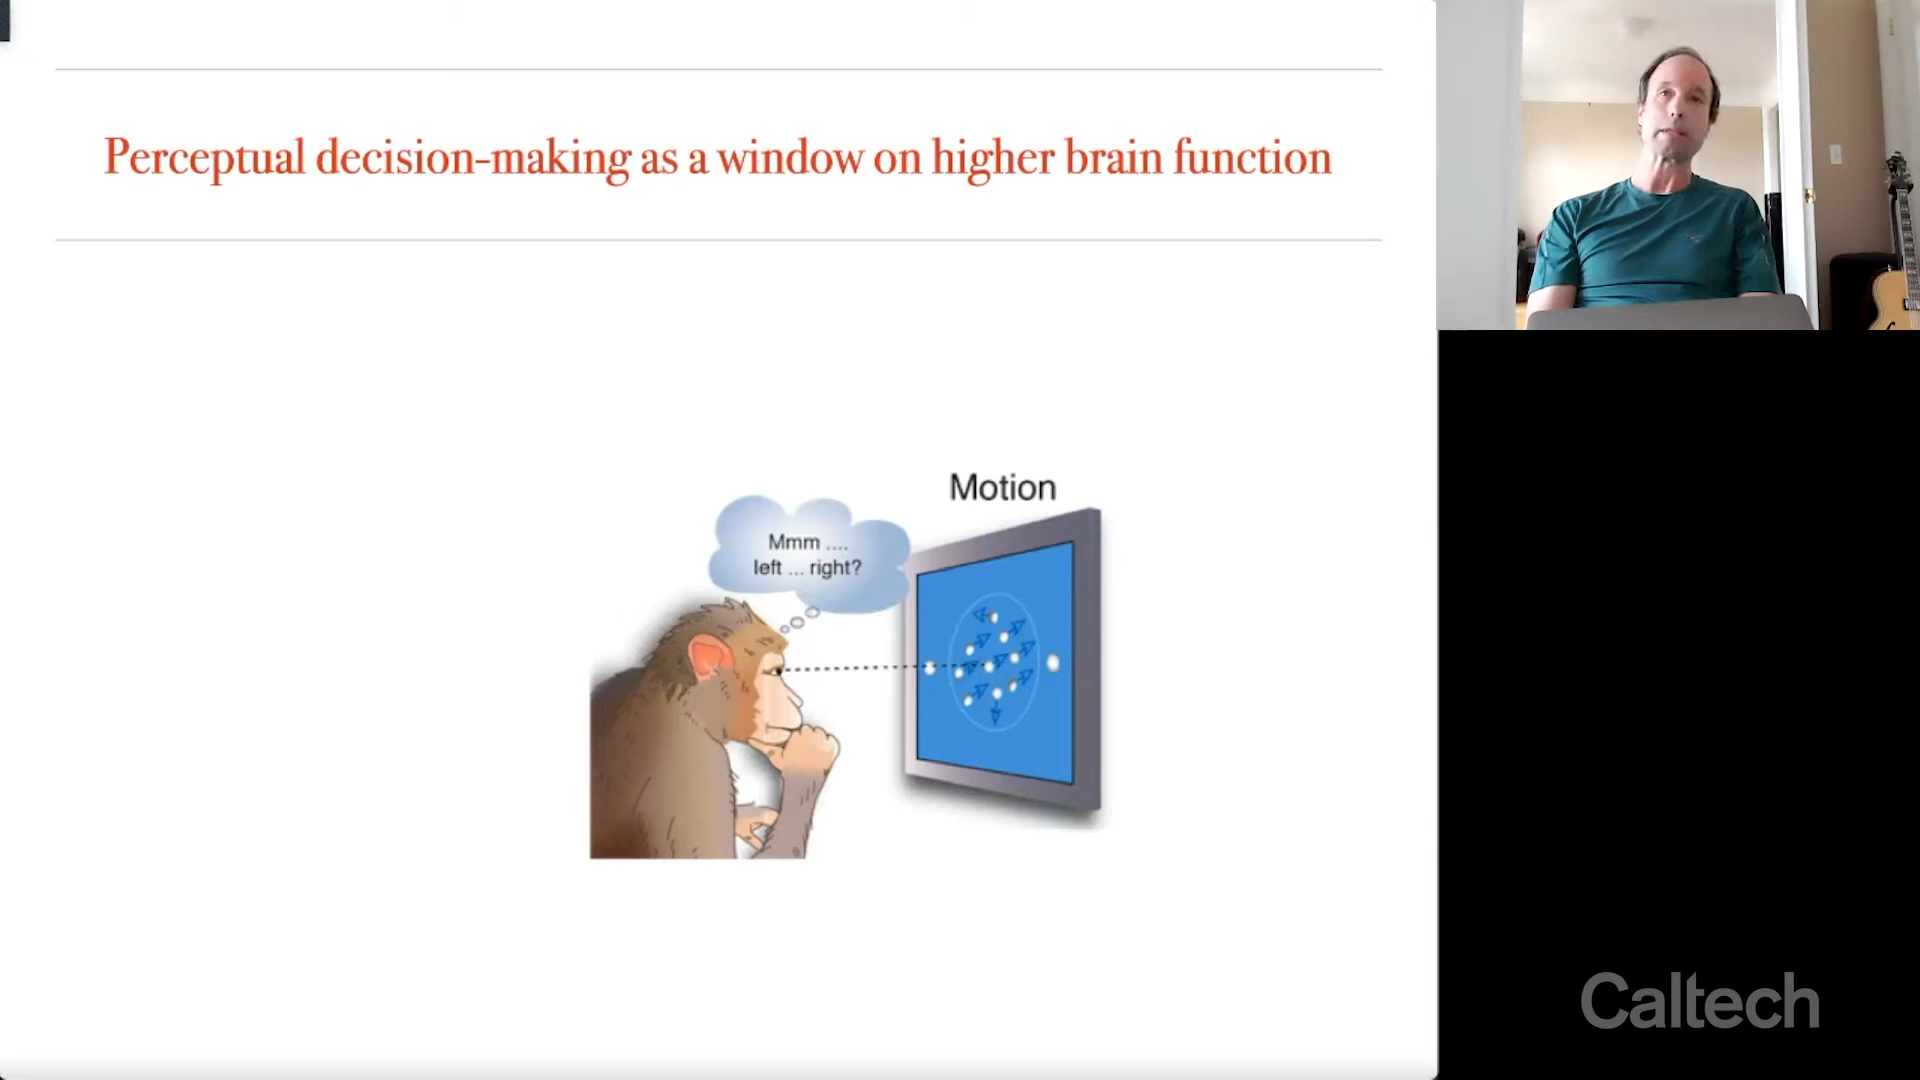 Perceptual decision-making as a window on higher brain function
Motion
Mmm ....
left ... right?
Caltech